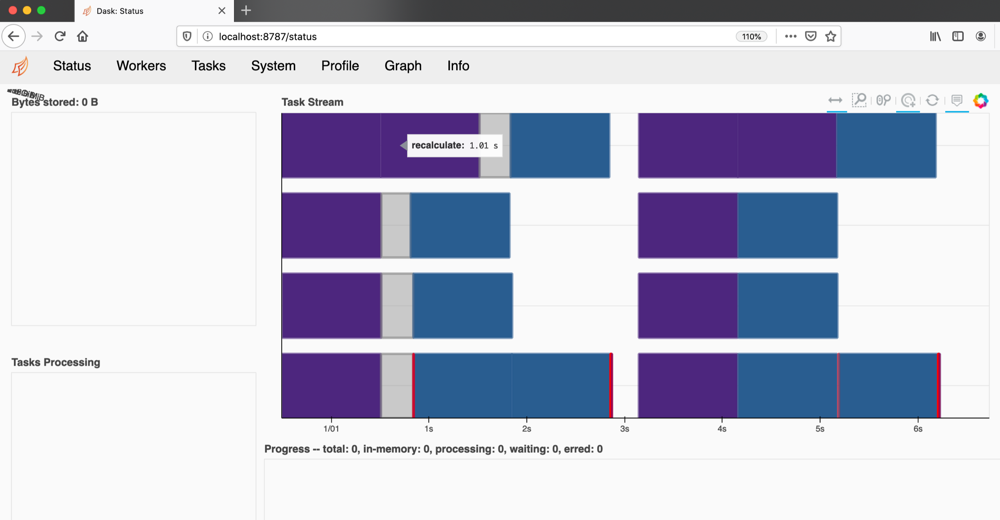 Dask: Status
localhost:8787/status
110%
Status Workers Tasks System Profile Graph Info
Bytes stored: 0 B
Task Stream
recalculate: 1.01 s
Tasks Processing
1/01 1s 2s 3s 4s 5s 6s
Progress -- total: 0, in-memory: 0, processing: 0, waiting: 0, erred: 0